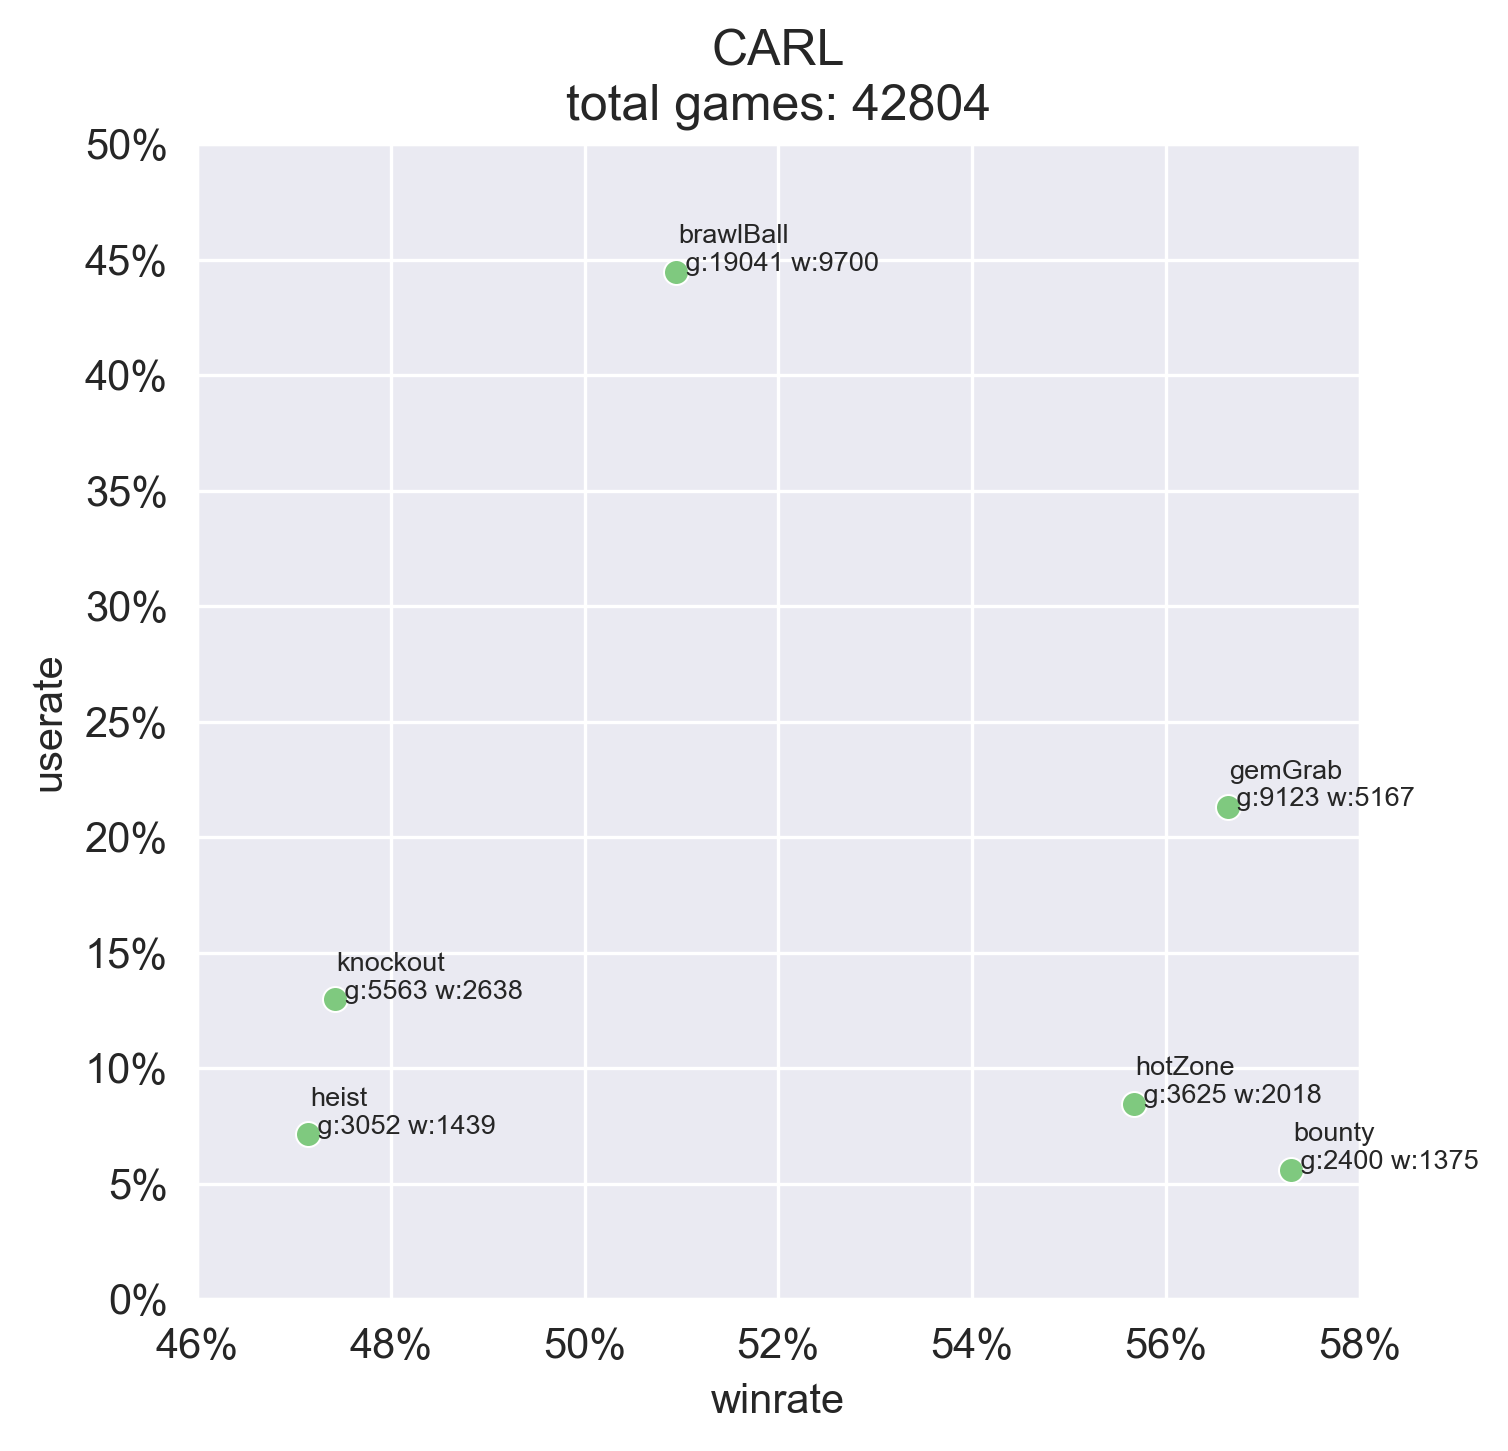 CARL
total games: 42804
50%
45%
40%
35%
30%
25%
20%
15%
10%
5%
0%
userate
brawlBall
g:19041 w:9700
gemGrab
g:9123 w:5167
knockout
g:5563 w:2638
hotZone
g:3625 w:2018
heist
g:3052 w:1439
bounty
g:2400 w:1375
46% 48% 50% 52% 54% 56% 58%
winrate